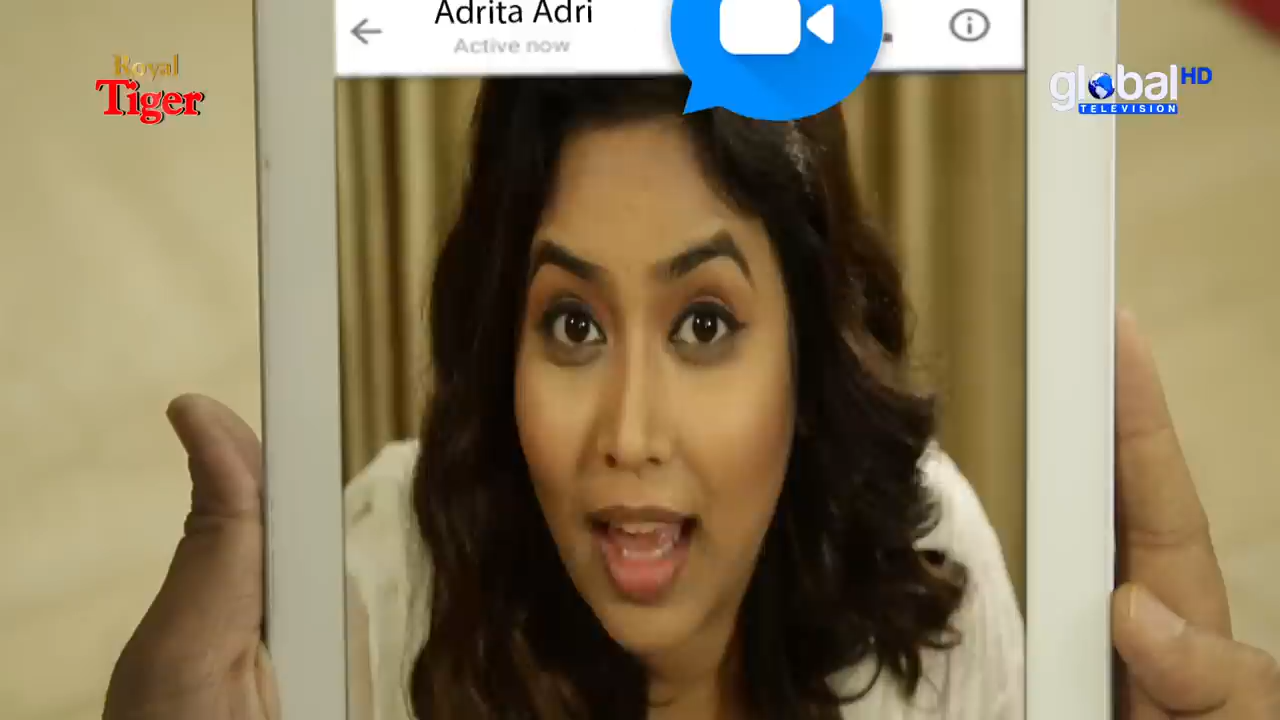 Adrita Adri
Active now
Royal
Tiger
global HD
TELEVISION